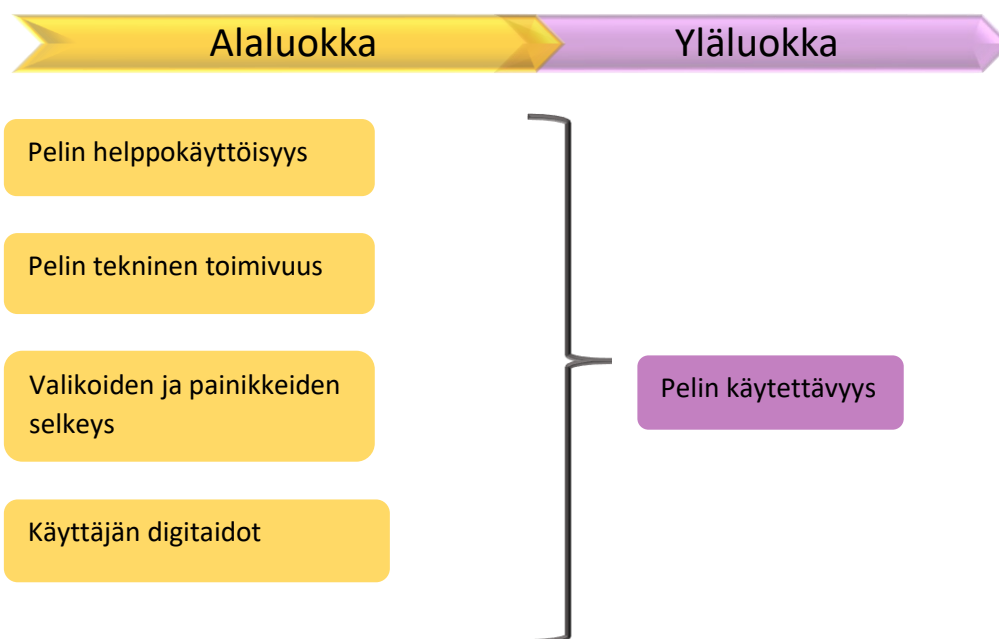 Alaluokka
Yläluokka
Pelin helppokäyttöisyys
Pelin tekninen toimivuus
Valikoiden ja painikkeiden
selkeys
Käyttäjän digitaidot
Pelin käytettävyys